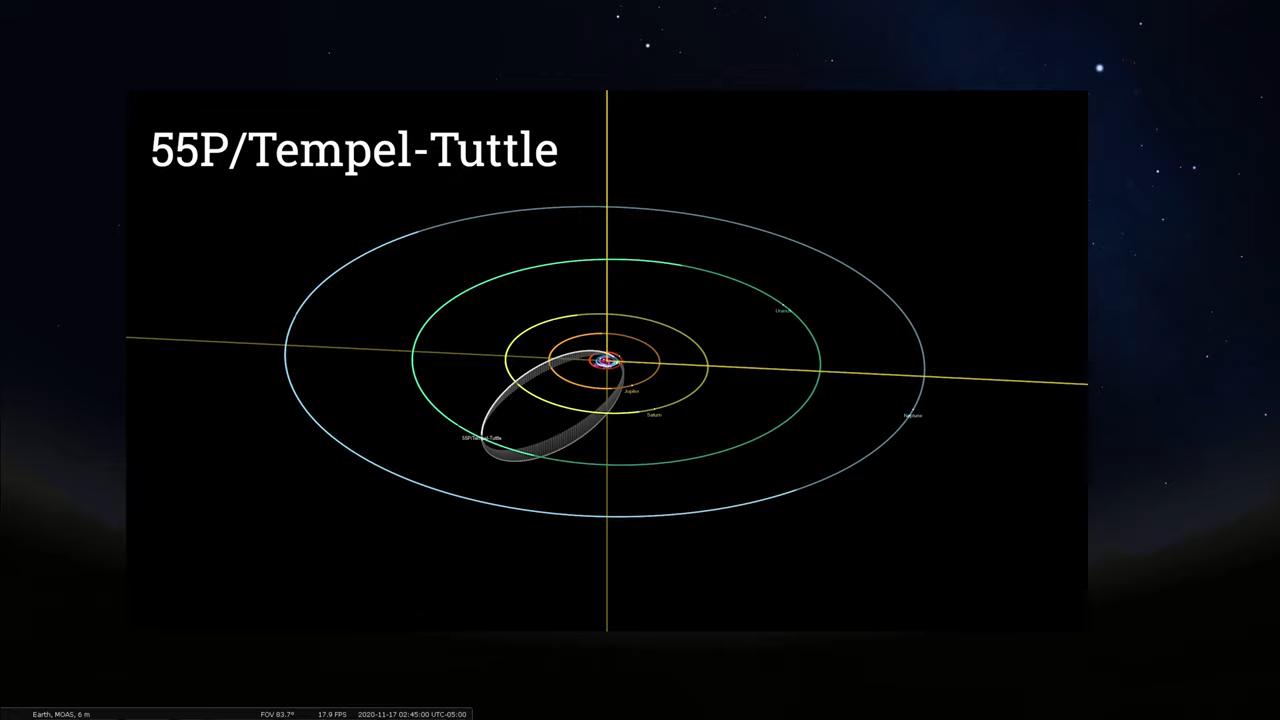 55P/Tempel-Tuttle
Uranus
Jupiter
Saturn
Neptune
55P/Tempel-Tuttle
Earth, MOAS, 6 m FOV 83.7° 17.9 FPS 2020-11-17 02:45:00 UTC-05:00